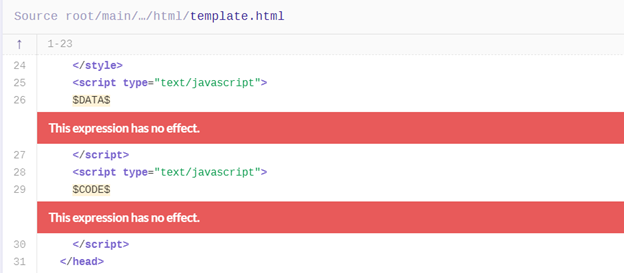 Source root/main/…/html/template.html
↑ 1-23
24 </style>
25 <script type="text/javascript">
26 $DATA$
This expression has no effect.
27 </script>
28 <script type="text/javascript">
29 $CODE$
This expression has no effect.
30 </script>
31 </head>